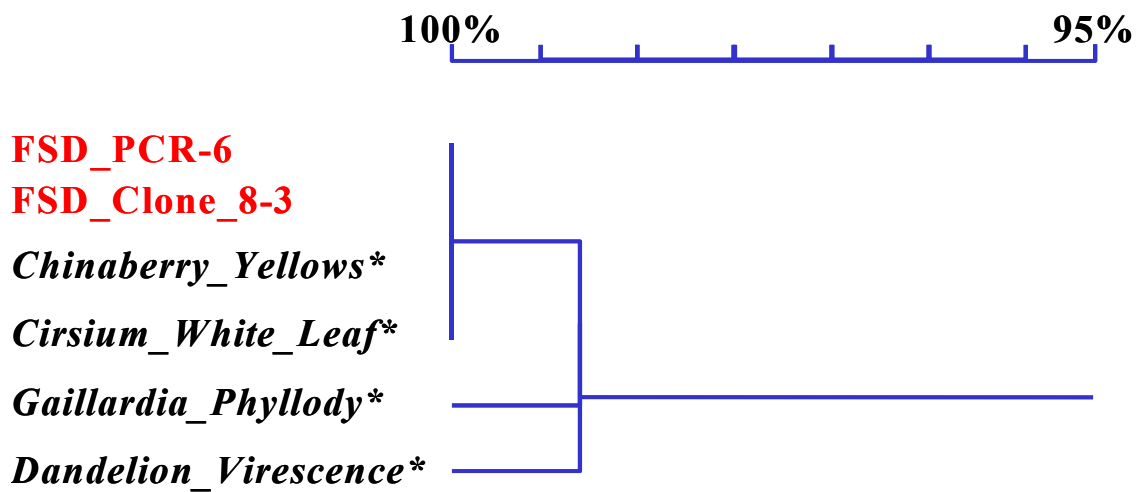 100% 95%
FSD_PCR-6
FSD_Clone_8-3
Chinaberry_Yellows*
Cirsium_White_Leaf*
Gaillardia_Phyllody*
Dandelion_Virescence*